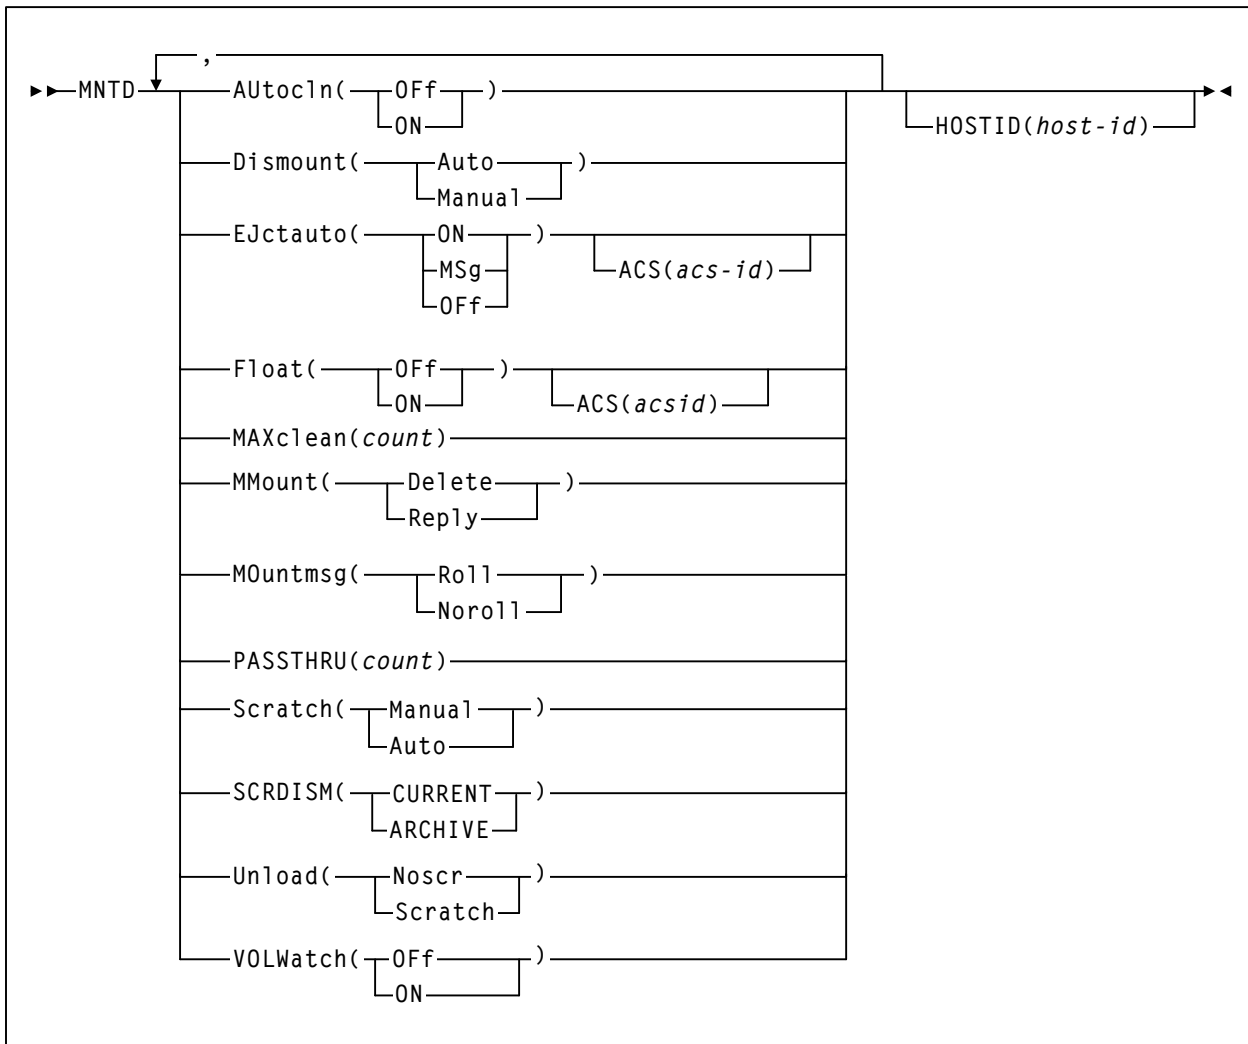 ,
MNTD AUtocln( OFf )
ON HOSTID(host-id)
Dismount( Auto )
Manual
EJctauto( ON )
MSg ACS(acs-id)
OFf
Float( OFf )
ON ACS(acsid)
MAXclean(count)
MMount( Delete )
Reply
MOuntmsg( Roll )
Noroll
PASSTHRU(count)
Scratch( Manual )
Auto
SCRDISM( CURRENT )
ARCHIVE
Unload( Noscr )
Scratch
VOLWatch( OFf )
ON